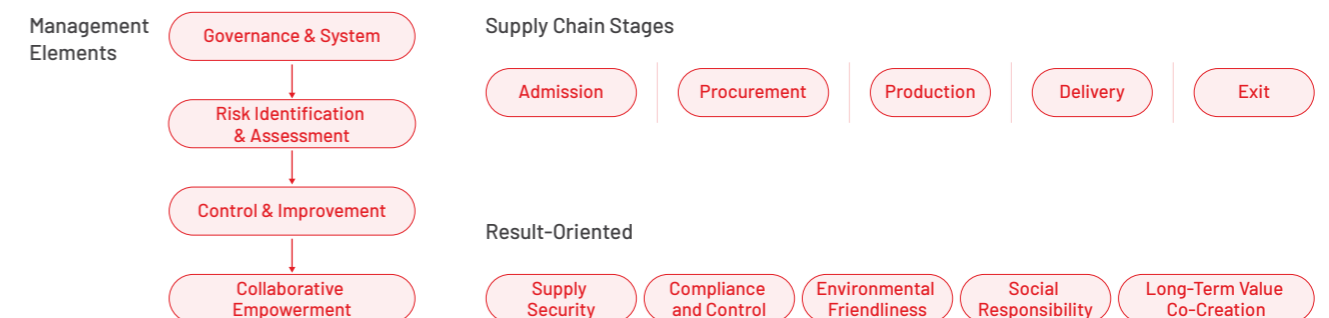 Management
Elements
Governance & System
Risk Identification
& Assessment
Control & Improvement
Collaborative
Empowerment
Supply Chain Stages
Admission
Procurement
Production
Delivery
Exit
Result-Oriented
Supply
Security
Compliance
and Control
Environmental
Friendliness
Social
Responsibility
Long-Term Value
Co-Creation